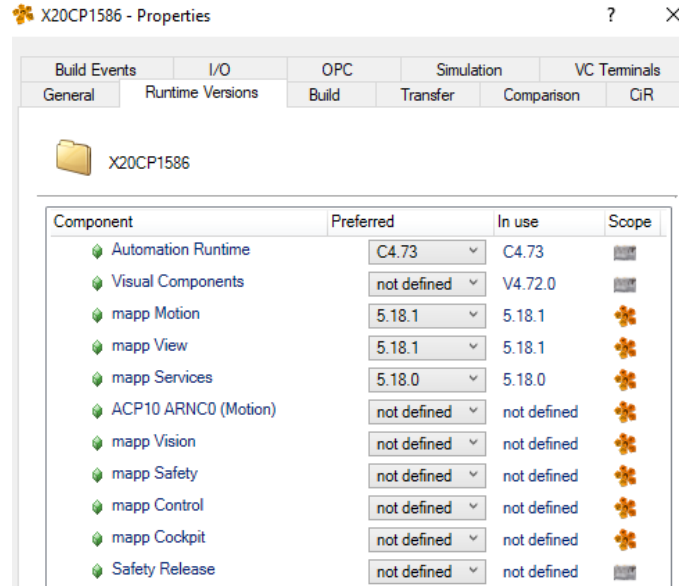 X20CP1586 - Properties ?
Build Events I/O OPC Simulation VC Terminals
General Runtime Versions Build Transfer Comparison CiR
X20CP1586
Component Preferred In use Scope
Automation Runtime C4.73 C4.73
Visual Components not defined V4.72.0
mapp Motion 5.18.1 5.18.1
mapp View 5.18.1 5.18.1
mapp Services 5.18.0 5.18.0
ACP10 ARNC0 (Motion) not defined not defined
mapp Vision not defined not defined
mapp Safety not defined not defined
mapp Control not defined not defined
mapp Cockpit not defined not defined
Safety Release not defined not defined